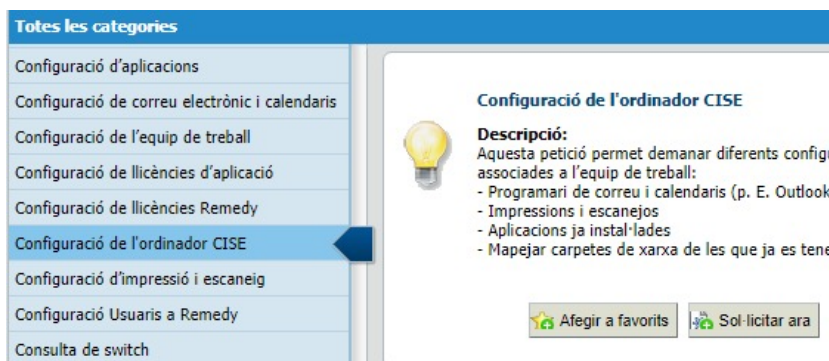 Totes les categories
Configuració d'aplicacions
Configuració de correu electrònic i calendaris
Configuració de l'equip de treball
Configuració de llicències d'aplicació
Configuració de llicències Remedy
Configuració de l'ordinador CISE
Configuració d'impressió i escaneig
Configuració Usuaris a Remedy
Consulta de switch
Configuració de l'ordinador CISE
Descripció:
Aquesta petició permet demanar diferents configu
associades a l'equip de treball:
- Programari de correu i calendaris (p. E. Outlook
- Impressions i escanejos
- Aplicacions ja instal·lades
- Mapejar carpetes de xarxa de les que ja es tene
Afegir a favorits
Sol·licitar ara